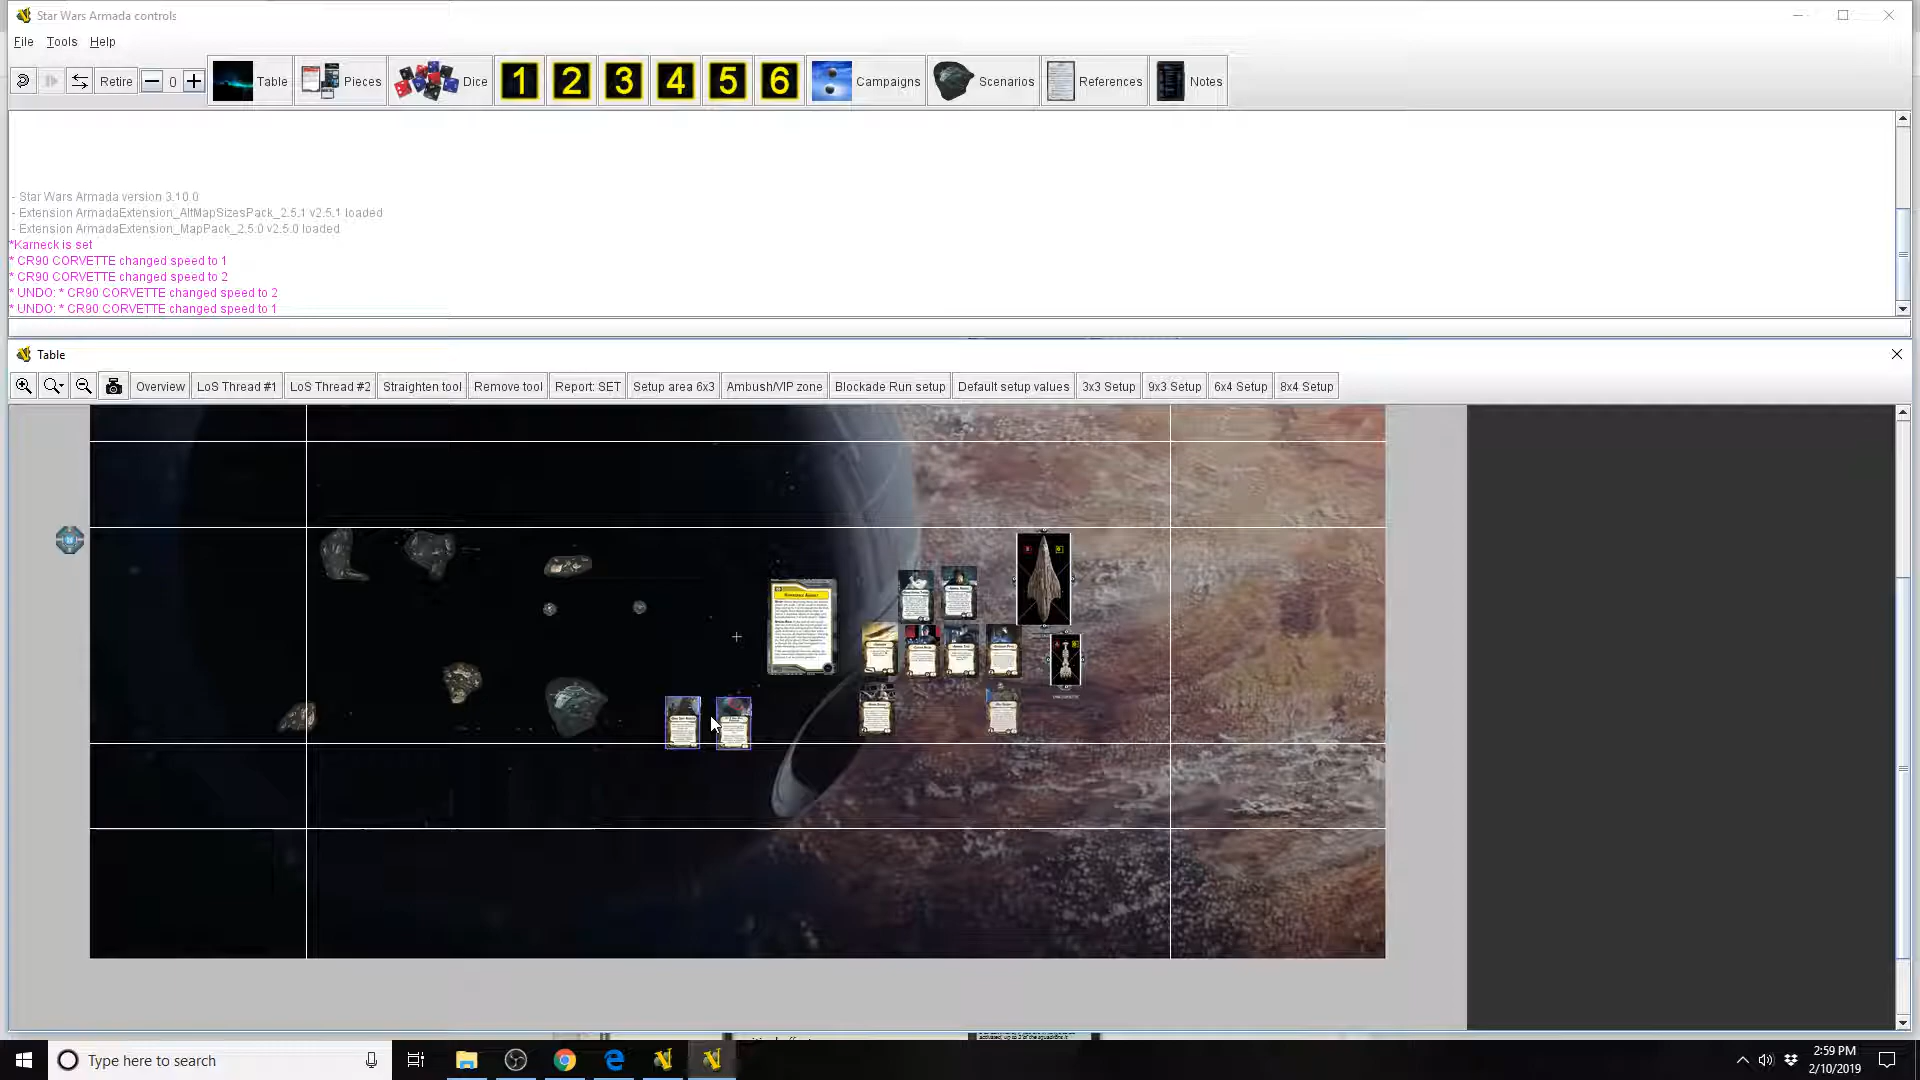 Star Wars Armada controls
File Tools Help
Retire 0 Table Pieces Dice 1 2 3 4 5 6 Campaigns Scenarios References Notes
- Star Wars Armada version 3.10.0
- Extension ArmadaExtension_AltMapSizesPack_2.5.1 v2.5.1 loaded
- Extension ArmadaExtension_MapPack_2.5.0 v2.5.0 loaded
*Karneck is set
* CR90 CORVETTE changed speed to 1
* CR90 CORVETTE changed speed to 2
* UNDO: * CR90 CORVETTE changed speed to 2
* UNDO: * CR90 CORVETTE changed speed to 1
Table
Overview LoS Thread #1 LoS Thread #2 Straighten tool Remove tool Report: SET Setup area 6x3 Ambush/VIP zone Blockade Run setup Default setup values 3x3 Setup 9x3 Setup 6x4 Setup 8x4 Setup
Type here to search
2:59 PM
2/10/2019